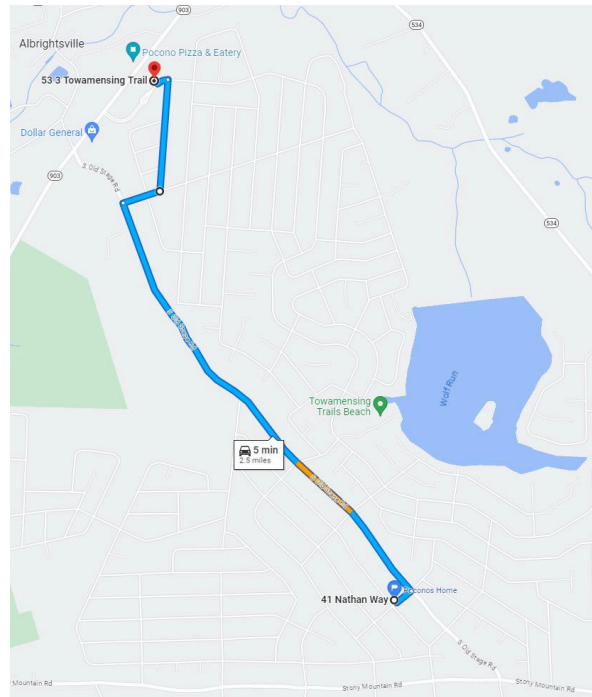 534
Albrightsville
903
Pocono Pizza & Eatery
53 3 Towamensing Trail
Dollar General
S Old Stage Rd
903
534
Wolf Run
Towamensing
Trails Beach
5 min
2.5 miles
Poconos Home
41 Nathan Way
S Old Stage Rd
Stony Mountain Rd
Stony Mountain Rd
Mountain Rd